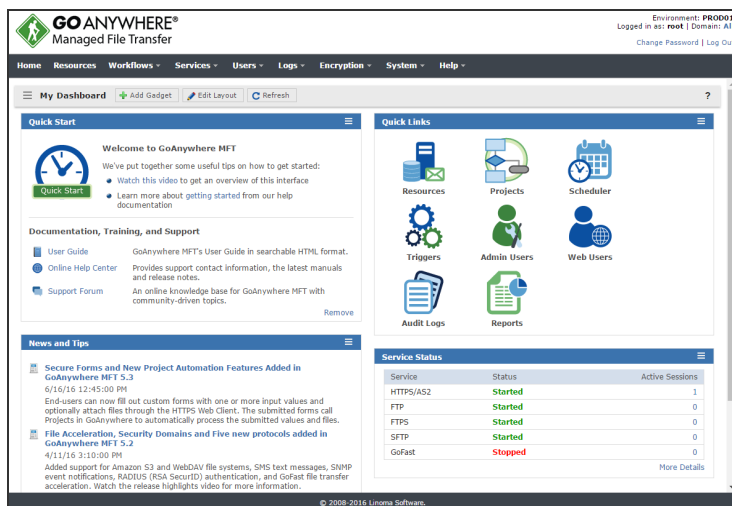 GO ANYWHERE®
Managed File Transfer
Environment: PROD01
Logged in as: root | Domain: Al
Change Password | Log Ou
Home Resources Workflows Services Users Logs Encryption System Help
My Dashboard Add Gadget Edit Layout Refresh ?
Quick Start
Quick Start
Welcome to GoAnywhere MFT
We've put together some useful tips on how to get started:
Watch this video to get an overview of this interface
Learn more about getting started from our help
documentation
Documentation, Training, and Support
User Guide GoAnywhere MFT's User Guide in searchable HTML format.
Online Help Center Provides support contact information, the latest manuals
and release notes.
Support Forum An online knowledge base for GoAnywhere MFT with
community-driven topics.
Remove
News and Tips
Secure Forms and New Project Automation Features Added in
GoAnywhere MFT 5.3
6/16/16 12:45:00 PM
End-users can now fill out custom forms with one or more input values and
optionally attach files through the HTTPS Web Client. The submitted forms call
Projects in GoAnywhere to automatically process the submitted values and files.
File Acceleration, Security Domains and Five new protocols added in
GoAnywhere MFT 5.2
4/11/16 3:10:00 PM
Added support for Amazon S3 and WebDAV file systems, SMS text messages, SNMP
event notifications, RADIUS (RSA SecurID) authentication, and GoFast file transfer
acceleration. Watch the release highlights video for more information.
Quick Links
Resources Projects Scheduler
Triggers Admin Users Web Users
Audit Logs Reports
Service Status
Service Status Active Sessions
HTTPS/AS2 Started 1
FTP Started 0
FTPS Started 0
SFTP Started 0
GoFast Stopped 0
More Details
© 2008-2016 Linoma Software.